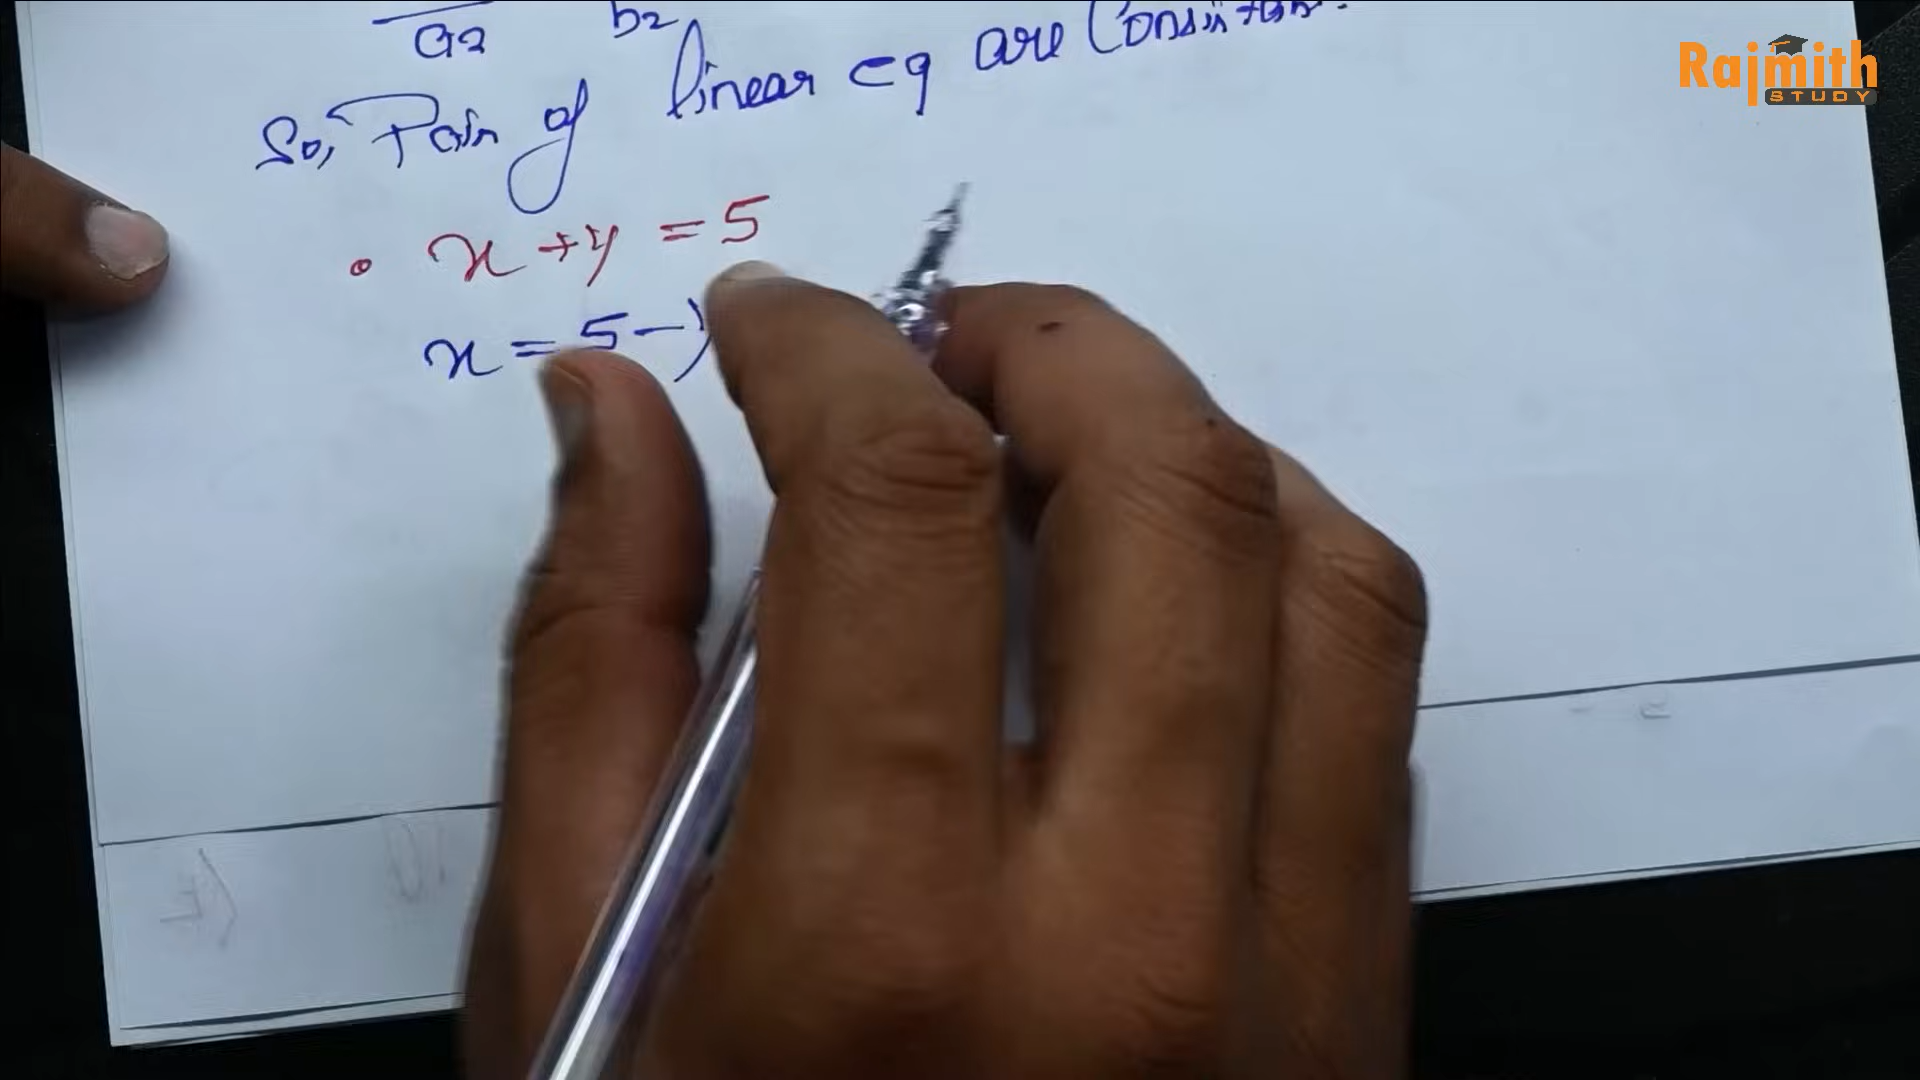 a2 b2
So, Pair of linear eq are Consistent.
• x + y = 5
x = 5 - y
Rajmith
STUDY